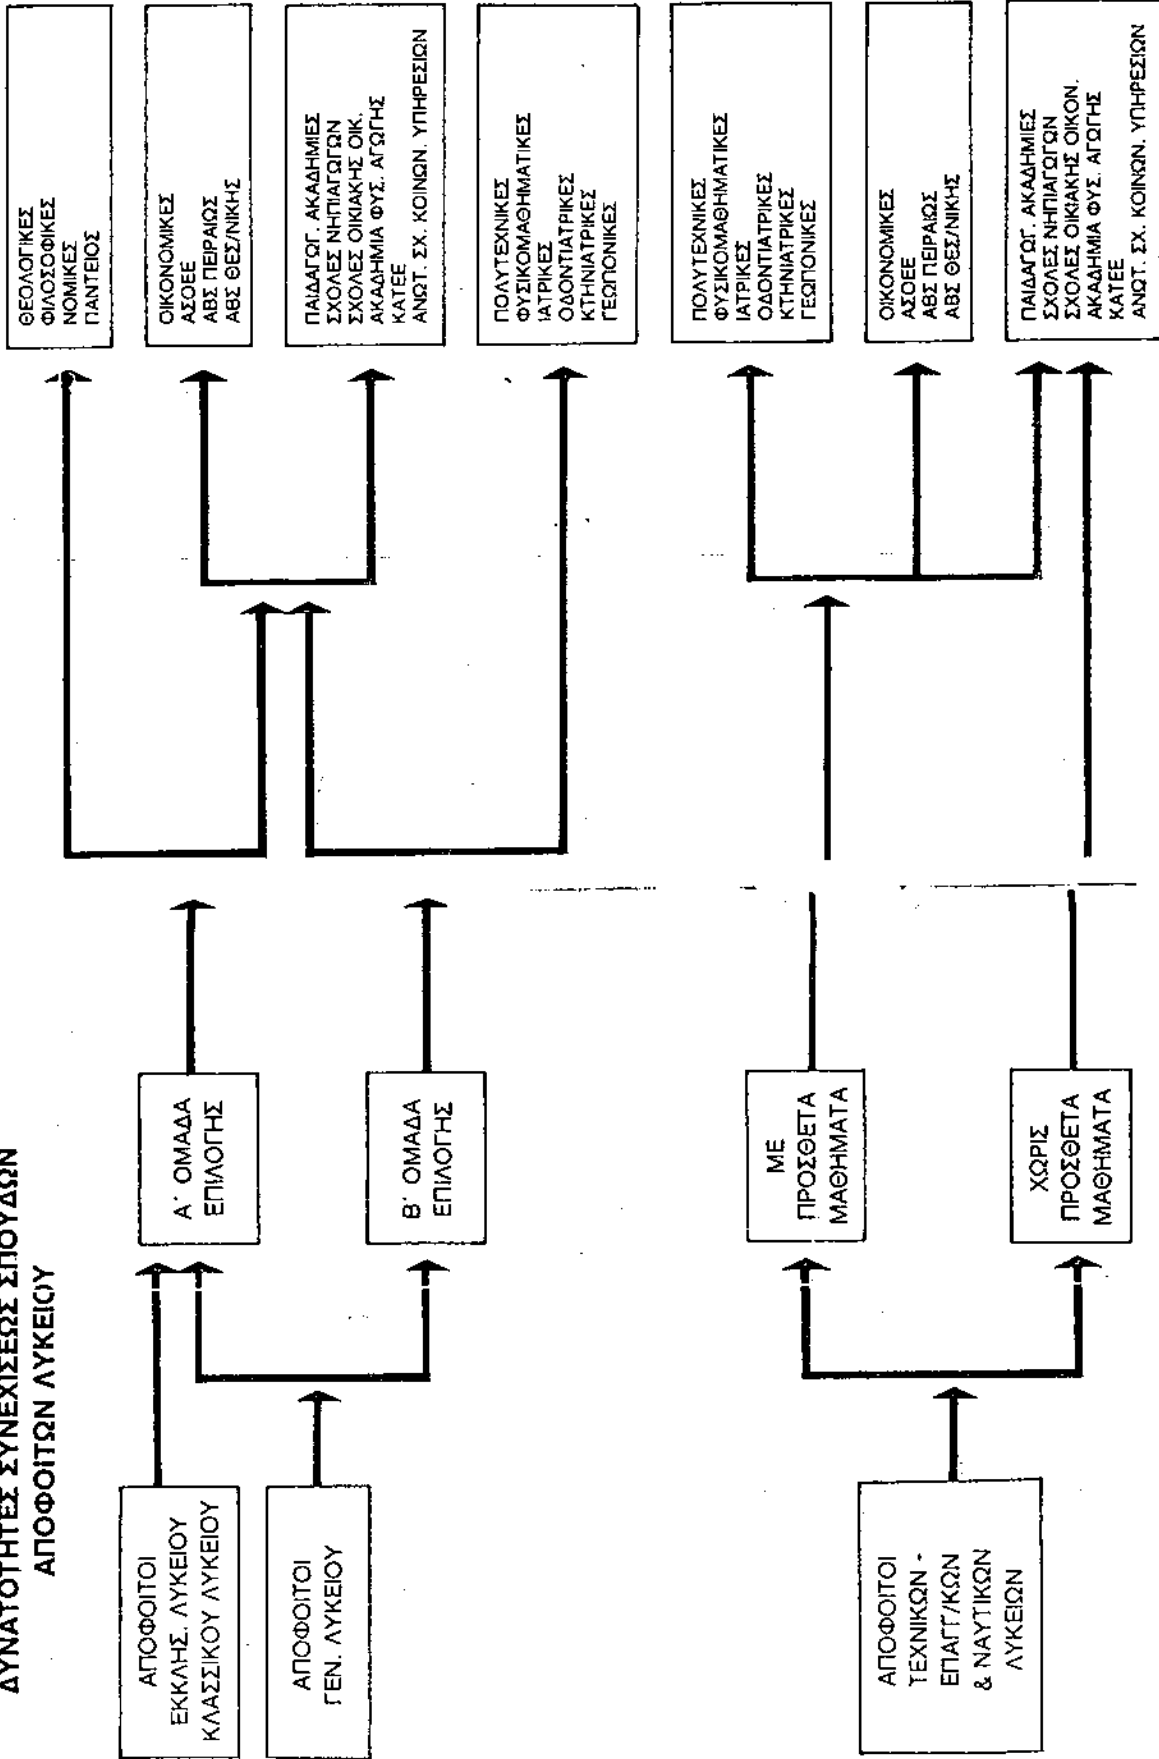 ΔΥΝΑΤΟΤΗΤΕΣ ΣΥΝΕΧΙΣΕΩΣ ΣΠΟΥΔΩΝ
ΑΠΟΦΟΙΤΩΝ ΛΥΚΕΙΟΥ
ΑΠΟΦΟΙΤΟΙ
ΕΚΚΛΗΣ. ΛΥΚΕΙΟΥ
ΚΛΑΣΣΙΚΟΥ ΛΥΚΕΙΟΥ
ΑΠΟΦΟΙΤΟΙ
ΓΕΝ. ΛΥΚΕΙΟΥ
ΑΠΟΦΟΙΤΟΙ
ΤΕΧΝΙΚΩΝ -
ΕΠΑΓΓ/ΚΩΝ
& ΝΑΥΤΙΚΩΝ
ΛΥΚΕΙΩΝ
Α΄ ΟΜΑΔΑ
ΕΠΙΛΟΓΗΣ
Β΄ ΟΜΑΔΑ
ΕΠΙΛΟΓΗΣ
ΜΕ
ΠΡΟΣΘΕΤΑ
ΜΑΘΗΜΑΤΑ
ΧΩΡΙΣ
ΠΡΟΣΘΕΤΑ
ΜΑΘΗΜΑΤΑ
ΘΕΟΛΟΓΙΚΕΣ
ΦΙΛΟΣΟΦΙΚΕΣ
ΝΟΜΙΚΕΣ
ΠΑΝΤΕΙΟΣ
ΟΙΚΟΝΟΜΙΚΕΣ
ΑΣΟΕΕ
ΑΒΣ ΠΕΙΡΑΙΩΣ
ΑΒΣ ΘΕΣ/ΝΙΚΗΣ
ΠΑΙΔΑΓΩΓ. ΑΚΑΔΗΜΙΕΣ
ΣΧΟΛΕΣ ΝΗΠΙΑΓΩΓΩΝ
ΣΧΟΛΕΣ ΟΙΚΙΑΚΗΣ ΟΙΚ.
ΑΚΑΔΗΜΙΑ ΦΥΣ. ΑΓΩΓΗΣ
ΚΑΤΕΕ
ΑΝΩΤ. ΣΧ. ΚΟΙΝΩΝ. ΥΠΗΡΕΣΙΩΝ
ΠΟΛΥΤΕΧΝΙΚΕΣ
ΦΥΣΙΚΟΜΑΘΗΜΑΤΙΚΕΣ
ΙΑΤΡΙΚΕΣ
ΟΔΟΝΤΙΑΤΡΙΚΕΣ
ΚΤΗΝΙΑΤΡΙΚΕΣ
ΓΕΩΠΟΝΙΚΕΣ
ΠΟΛΥΤΕΧΝΙΚΕΣ
ΦΥΣΙΚΟΜΑΘΗΜΑΤΙΚΕΣ
ΙΑΤΡΙΚΕΣ
ΟΔΟΝΤΙΑΤΡΙΚΕΣ
ΚΤΗΝΙΑΤΡΙΚΕΣ
ΓΕΩΠΟΝΙΚΕΣ
ΟΙΚΟΝΟΜΙΚΕΣ
ΑΣΟΕΕ
ΑΒΣ ΠΕΙΡΑΙΩΣ
ΑΒΣ ΘΕΣ/ΝΙΚΗΣ
ΠΑΙΔΑΓΩΓ. ΑΚΑΔΗΜΙΕΣ
ΣΧΟΛΕΣ ΝΗΠΙΑΓΩΓΩΝ
ΣΧΟΛΕΣ ΟΙΚΙΑΚΗΣ ΟΙΚΟΝ.
ΑΚΑΔΗΜΙΑ ΦΥΣ. ΑΓΩΓΗΣ
ΚΑΤΕΕ
ΑΝΩΤ. ΣΧ. ΚΟΙΝΩΝ. ΥΠΗΡΕΣΙΩΝ